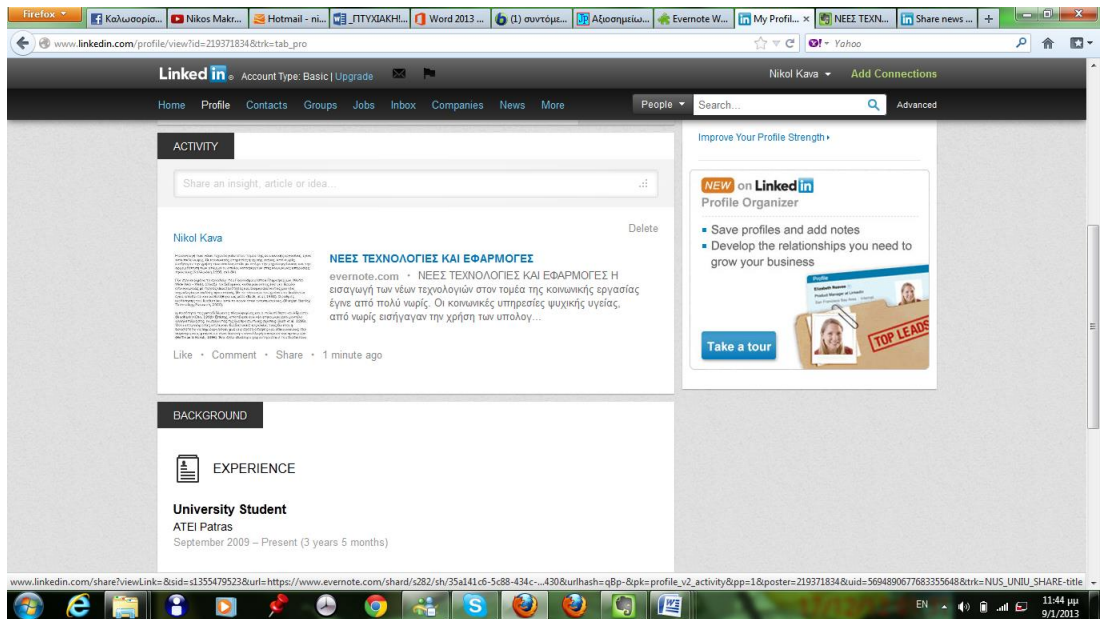 Firefox
Καλωσορίσ...
Nikos Makr...
Hotmail - ni...
_ΠΤΥΧΙΑΚΗ!...
Word 2013 ...
(1) συντόμε...
Αξιοσημείω...
Evernote W...
My Profil...
ΝΕΕΣ ΤΕΧΝ...
Share news ...
www.linkedin.com/profile/view?id=219371834&trk=tab_pro
Yahoo
Linked in
Account Type: Basic | Upgrade
Nikol Kava
Add Connections
Home Profile Contacts Groups Jobs Inbox Companies News More
People
Search...
Advanced
ACTIVITY
Share an insight, article or idea...
Delete
Nikol Kava
ΝΕΕΣ ΤΕΧΝΟΛΟΓΙΕΣ ΚΑΙ ΕΦΑΡΜΟΓΕΣ
evernote.com • ΝΕΕΣ ΤΕΧΝΟΛΟΓΙΕΣ ΚΑΙ ΕΦΑΡΜΟΓΕΣ Η
εισαγωγή των νέων τεχνολογιών στον τομέα της κοινωνικής εργασίας
έγινε από πολύ νωρίς. Οι κοινωνικές υπηρεσίες ψυχικής υγείας,
από νωρίς εισήγαγαν την χρήση των υπολογ…
Like • Comment • Share • 1 minute ago
BACKGROUND
EXPERIENCE
University Student
ATEI Patras
September 2009 – Present (3 years 5 months)
Improve Your Profile Strength
NEW on Linked in
Profile Organizer
Save profiles and add notes
Develop the relationships you need to
grow your business
Profile
TOP LEADS
Take a tour
www.linkedin.com/share?viewLink=&sid=s1355479523&url=https://www.evernote.com/shard/s282/sh/35a141c6-5c88-434c-...430&urlhash=qBp-&pk=profile_v2_activity&pp=1&poster=219371834&uid=5694890677683355648&trk=NUS_UNIU_SHARE-title
EN
11:44 μμ
9/1/2013